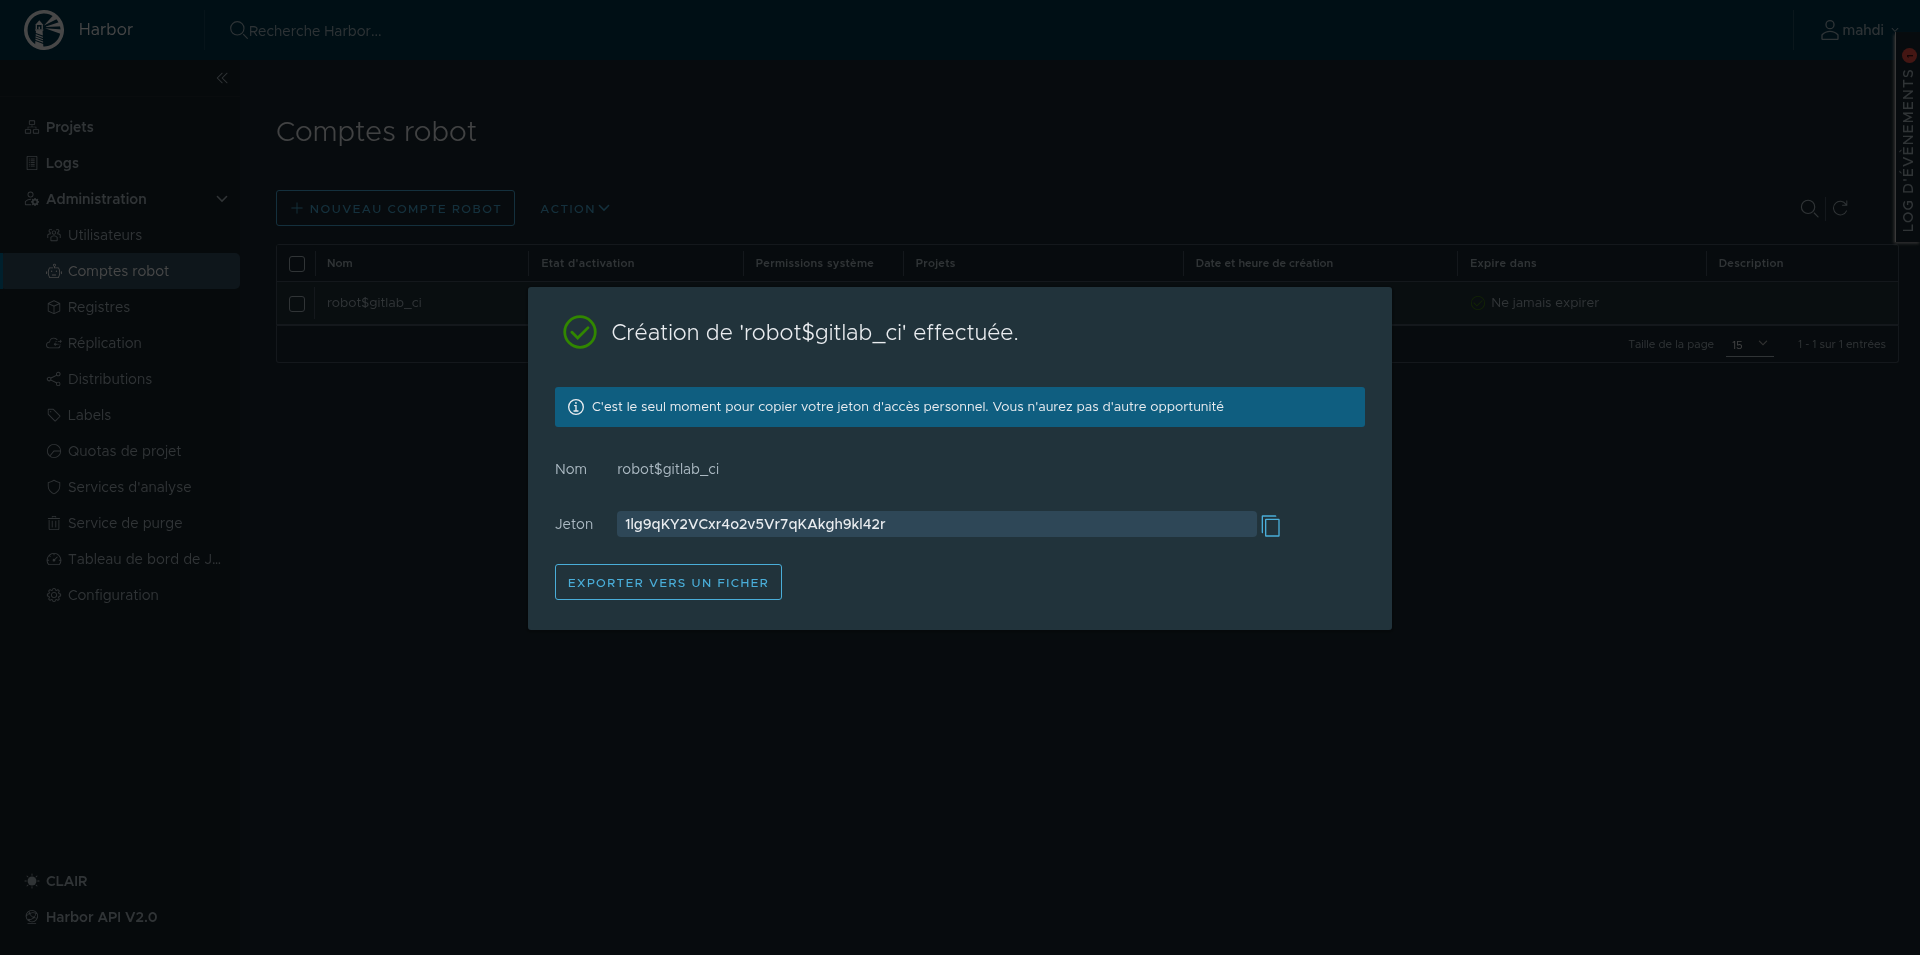 Harbor
Recherche Harbor...
mahdi
LOG D'ÉVÉNEMENTS
Projets
Logs
Administration
Utilisateurs
Comptes robot
Registres
Réplication
Distributions
Labels
Quotas de projet
Services d'analyse
Service de purge
Tableau de bord de J...
Configuration
CLAIR
Harbor API V2.0
Comptes robot
NOUVEAU COMPTE ROBOT ACTION
Nom Etat d'activation Permissions système Projets Date et heure de création Expire dans Description
robot$gitlab_ci Ne jamais expirer
Taille de la page 15 1 - 1 sur 1 entrées
Création de 'robot$gitlab_ci' effectuée.
C'est le seul moment pour copier votre jeton d'accès personnel. Vous n'aurez pas d'autre opportunité
Nom robot$gitlab_ci
Jeton 1lg9qKY2VCxr4o2v5Vr7qKAkgh9kl42r
EXPORTER VERS UN FICHER